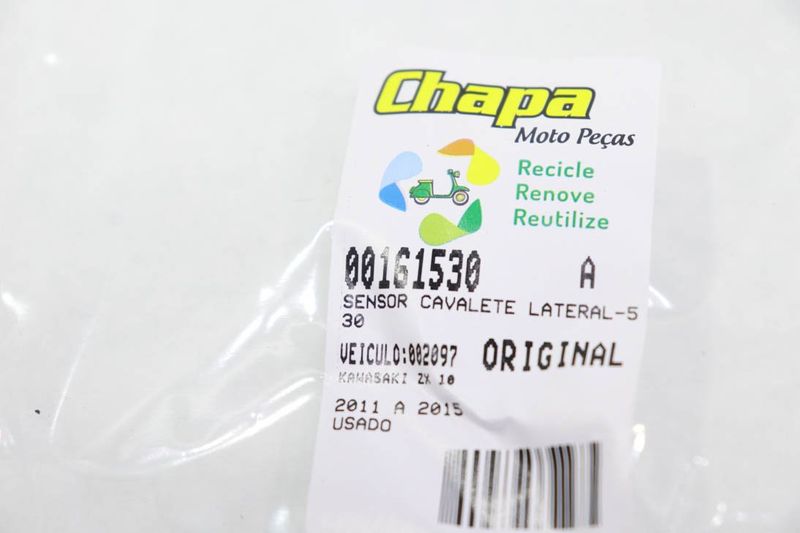 Chapa
Moto Peças
Recicle
Renove
Reutilize
00161530 A
SENSOR CAVALETE LATERAL-5
30
VEICULO:002097 ORIGINAL
KAWASAKI ZX 10
2011 A 2015
USADO